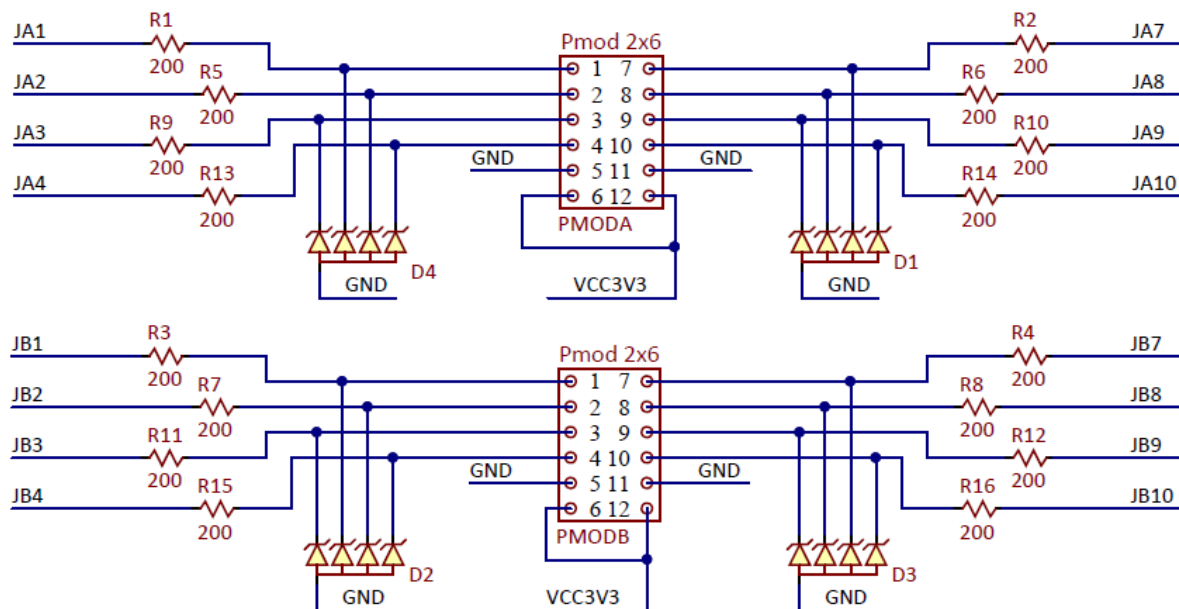 R1 R2
JA1 Pmod 2x6 JA7
200 R5 1 7 R6 200
JA2 2 8 JA8
R9 200 3 9 200 R10
JA3 4 10 JA9
200 R13 GND 5 11 GND R14 200
JA4 6 12 JA10
200 PMODA 200
D4 D1
GND VCC3V3 GND
R3 R4
JB1 Pmod 2x6 JB7
200 R7 1 7 R8 200
JB2 2 8 JB8
R11 200 3 9 200 R12
JB3 4 10 JB9
200 R15 GND 5 11 GND R16 200
JB4 6 12 JB10
200 PMODB 200
D2 D3
GND VCC3V3 GND